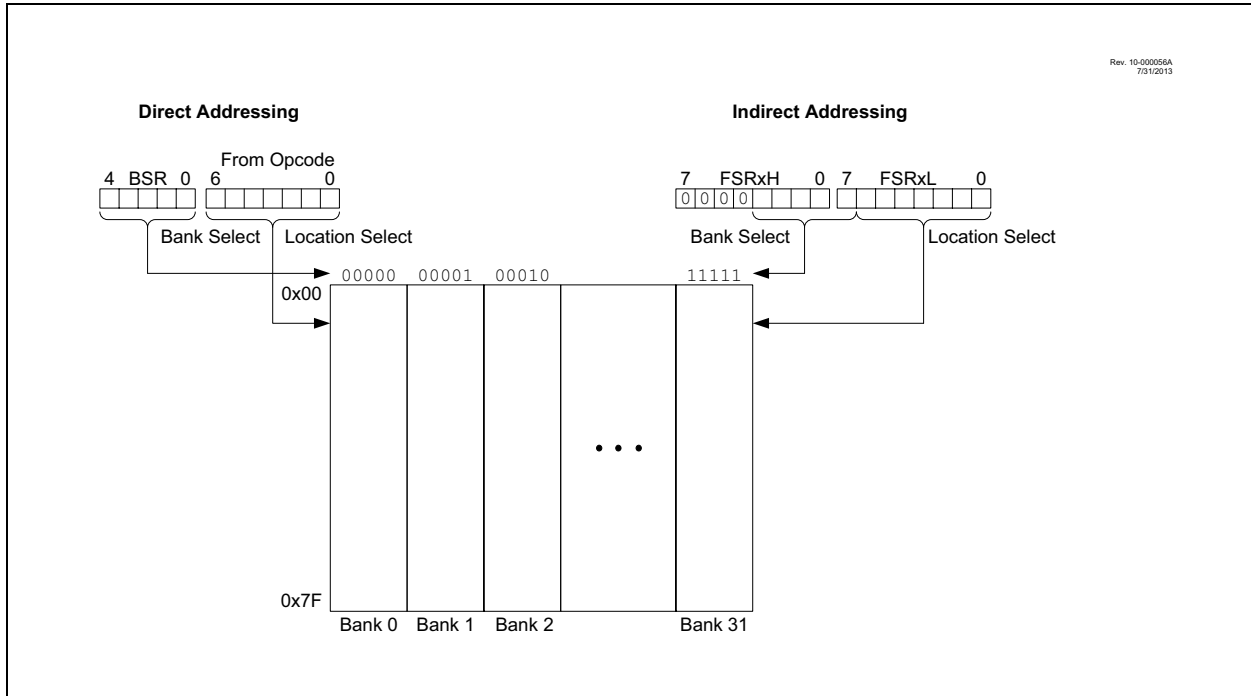 Rev. 10-000056A
7/31/2013
Direct Addressing
Indirect Addressing
From Opcode
4 BSR 0 6 0
7 FSRxH 0 7 FSRxL 0
0 0 0 0
Bank Select Location Select
Bank Select Location Select
00000 00001 00010 11111
0x00
0x7F
Bank 0 Bank 1 Bank 2 Bank 31